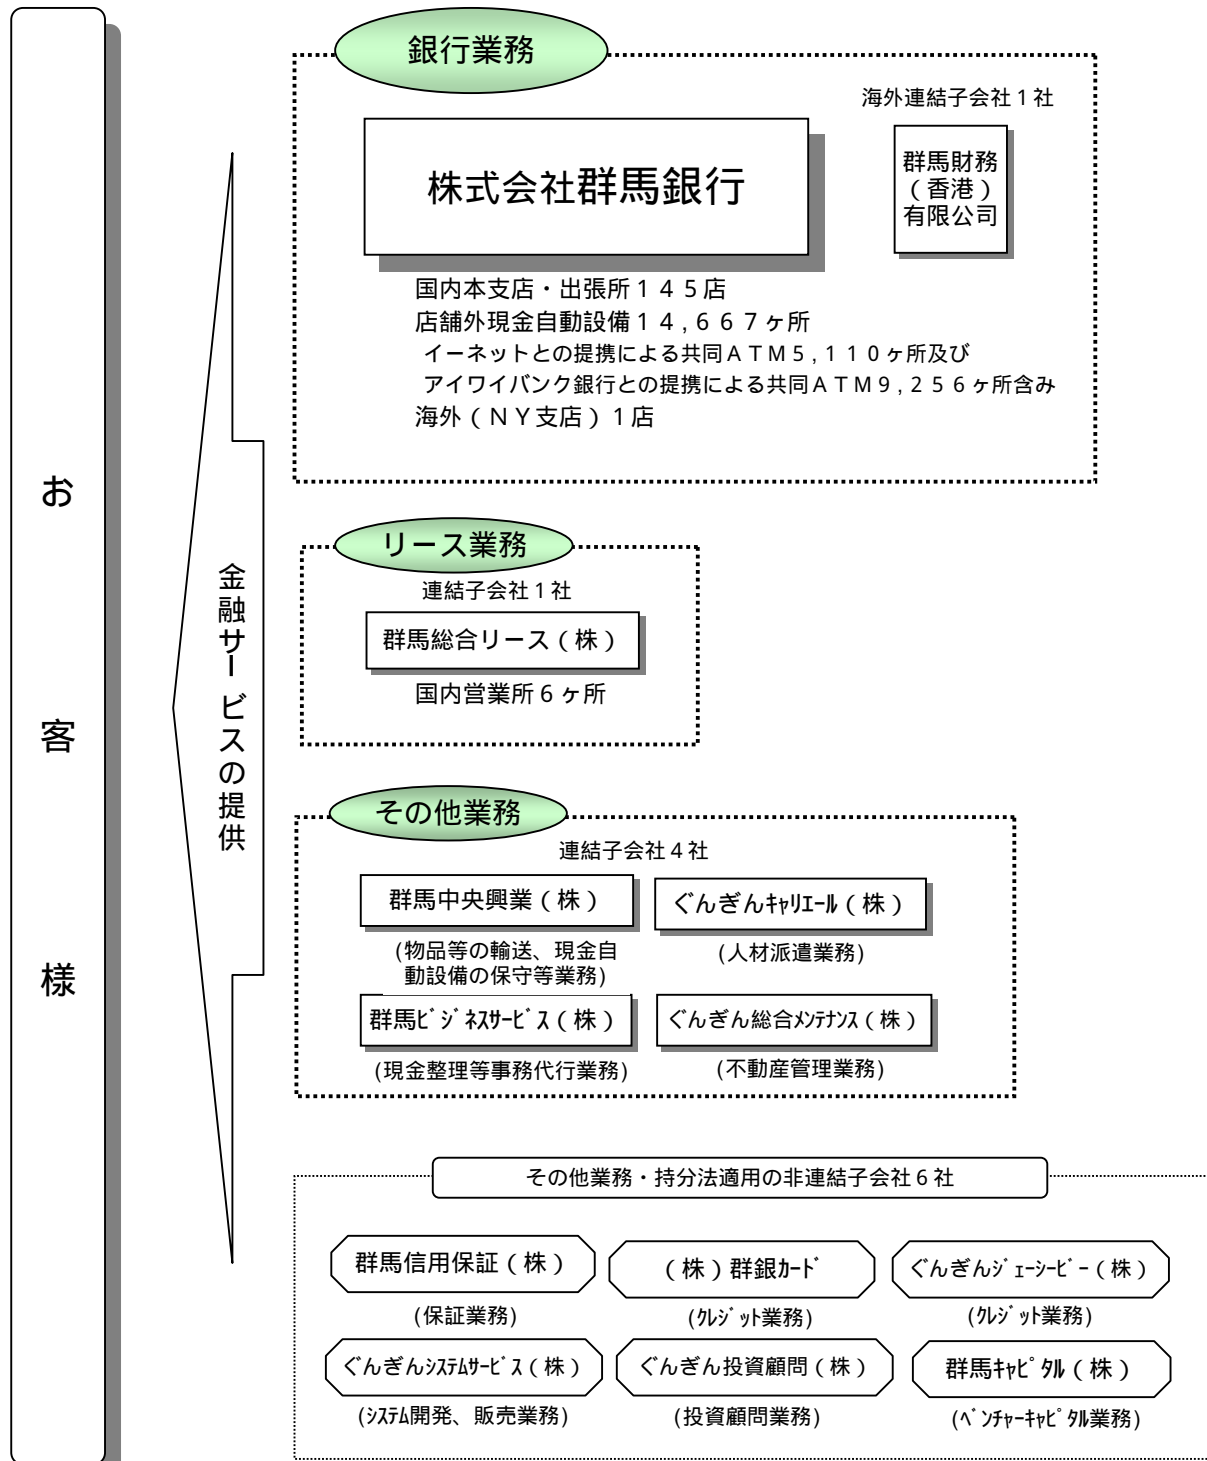 お客様
金融サービスの提供
銀行業務
海外連結子会社１社
株式会社群馬銀行
群馬財務
（香港）
有限公司
国内本支店・出張所１４５店
店舗外現金自動設備１４,６６７ヶ所
イーネットとの提携による共同ＡＴＭ５,１１０ヶ所及び
アイワイバンク銀行との提携による共同ＡＴＭ９,２５６ヶ所含み
海外（ＮＹ支店）１店
リース業務
連結子会社１社
群馬総合リース（株）
国内営業所６ヶ所
その他業務
連結子会社４社
群馬中央興業（株）
ぐんぎんｷｬﾘｴｰﾙ（株）
(物品等の輸送、現金自
動設備の保守等業務)
(人材派遣業務)
群馬ﾋﾞｼﾞﾈｽｻｰﾋﾞｽ（株）
ぐんぎん総合ﾒﾝﾃﾅﾝｽ（株）
(現金整理等事務代行業務)
(不動産管理業務)
その他業務・持分法適用の非連結子会社６社
群馬信用保証（株）
（株）群銀ｶｰﾄﾞ
ぐんぎんｼﾞｪｰｼｰﾋﾞｰ（株）
(保証業務)
(ｸﾚｼﾞｯﾄ業務)
(ｸﾚｼﾞｯﾄ業務)
ぐんぎんｼｽﾃﾑｻｰﾋﾞｽ（株）
ぐんぎん投資顧問（株）
群馬ｷｬﾋﾟﾀﾙ（株）
(ｼｽﾃﾑ開発、販売業務)
(投資顧問業務)
(ﾍﾞﾝﾁｬｰｷｬﾋﾟﾀﾙ業務)